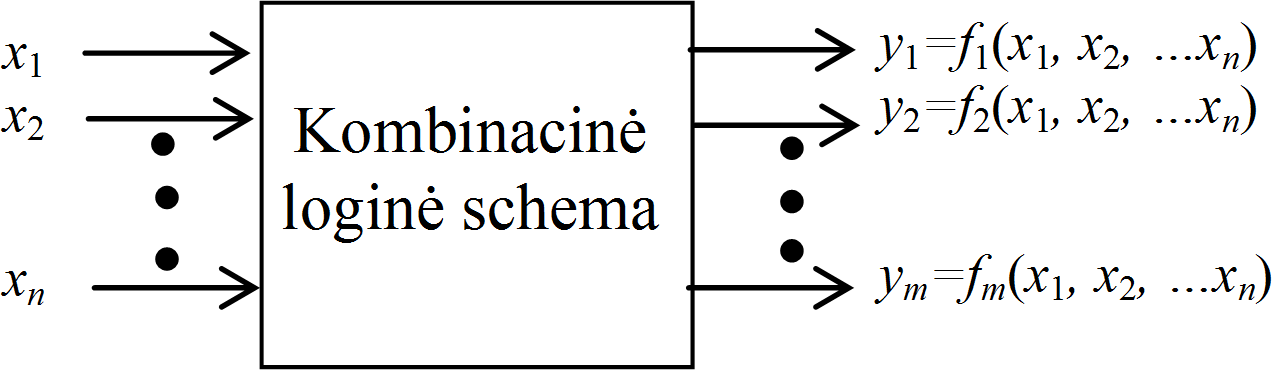 x1
x2
xn
Kombinacinė
loginė schema
y1=f1(x1, x2, ...xn)
y2=f2(x1, x2, ...xn)
ym=fm(x1, x2, ...xn)